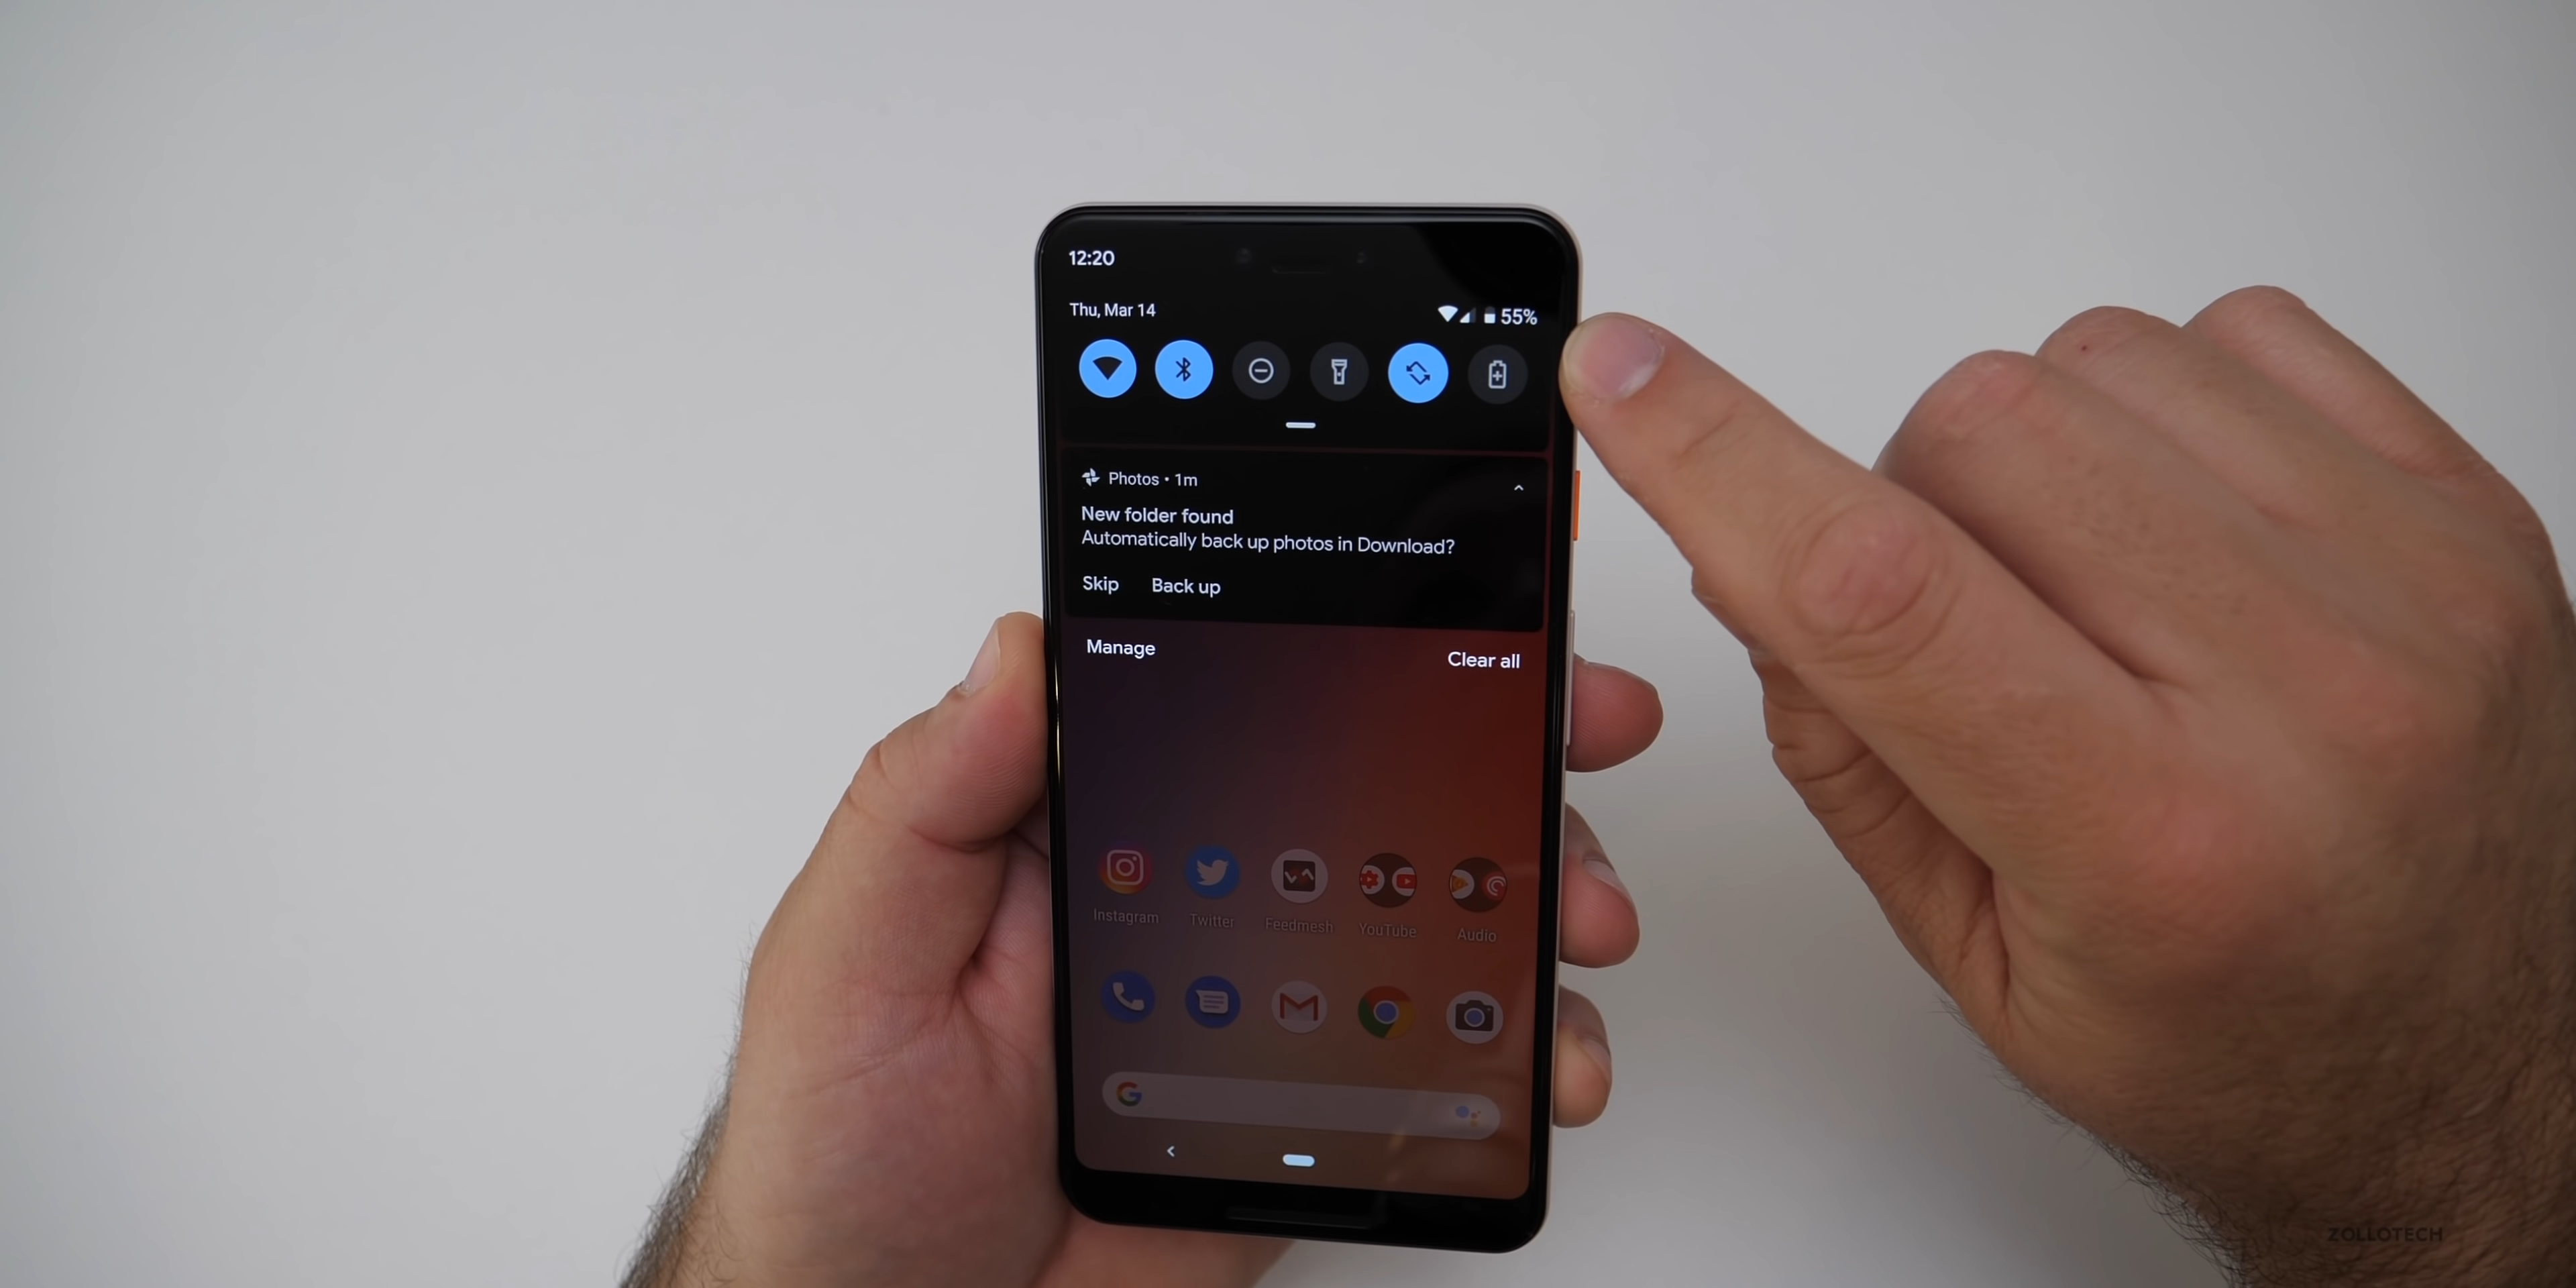 12:20
Thu, Mar 14
55%
Photos • 1m
New folder found
Automatically back up photos in Download?
Skip Back up
Manage Clear all
Instagram Twitter Feedmesh YouTube Audio
G
ZOLLOTECH